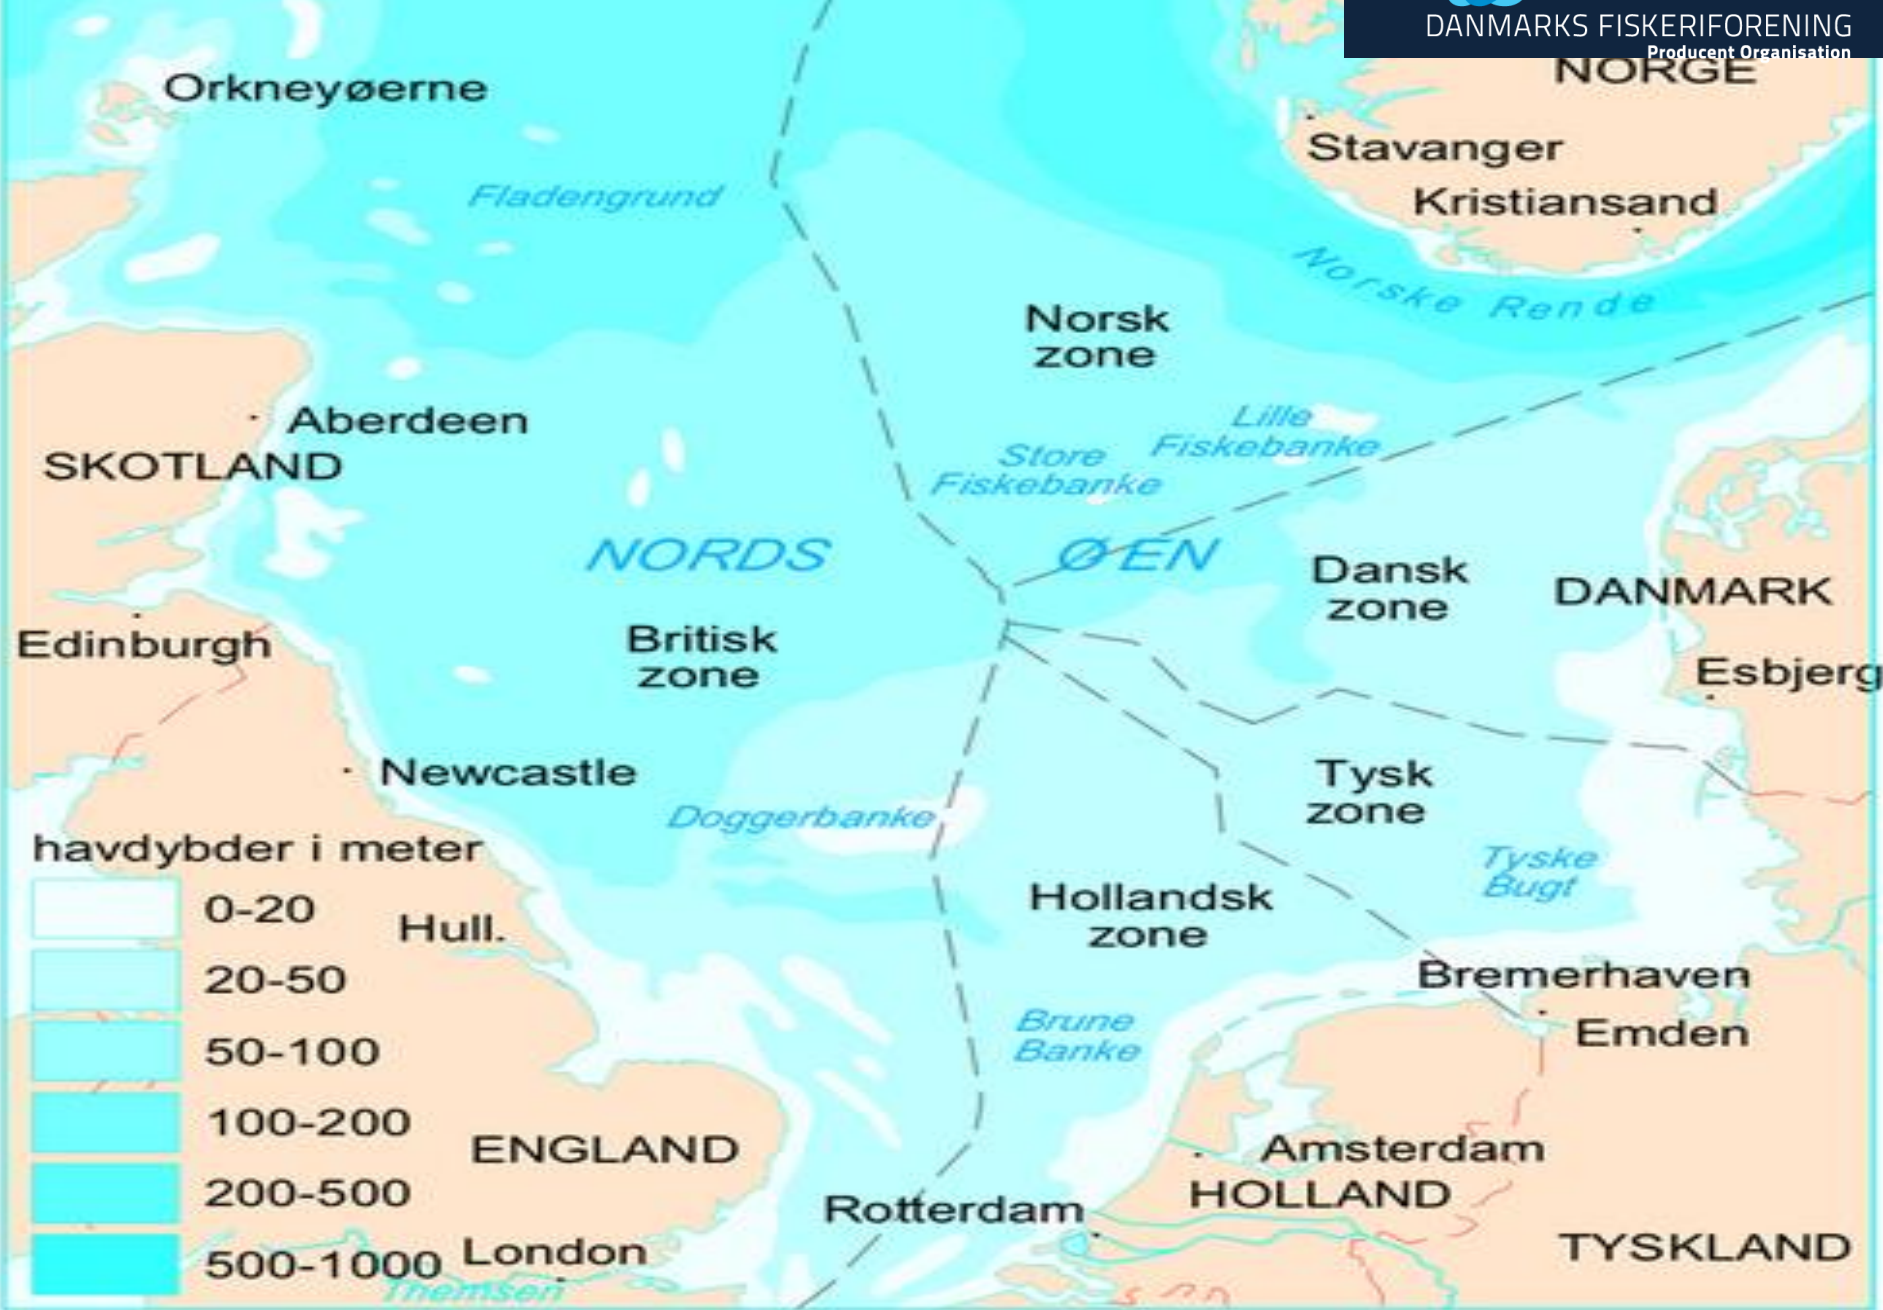 DANMARKS FISKERIFORENING
Producent Organisation
NORGE
Orkneyøerne
Stavanger
Fladengrund
Kristiansand
Norske Rende
Norsk
zone
Aberdeen
Lille
Fiskebanke
Store
Fiskebanke
SKOTLAND
NORDSØEN
Dansk
zone
DANMARK
Edinburgh
Britisk
zone
Esbjerg
Newcastle
Tysk
zone
Doggerbanke
havdybder i meter
0-20
20-50
50-100
100-200
200-500
500-1000
Hull.
Tyske
Bugt
Hollandsk
zone
Bremerhaven
Brune
Banke
Emden
ENGLAND
Amsterdam
HOLLAND
Rotterdam
London
TYSKLAND
Themsen